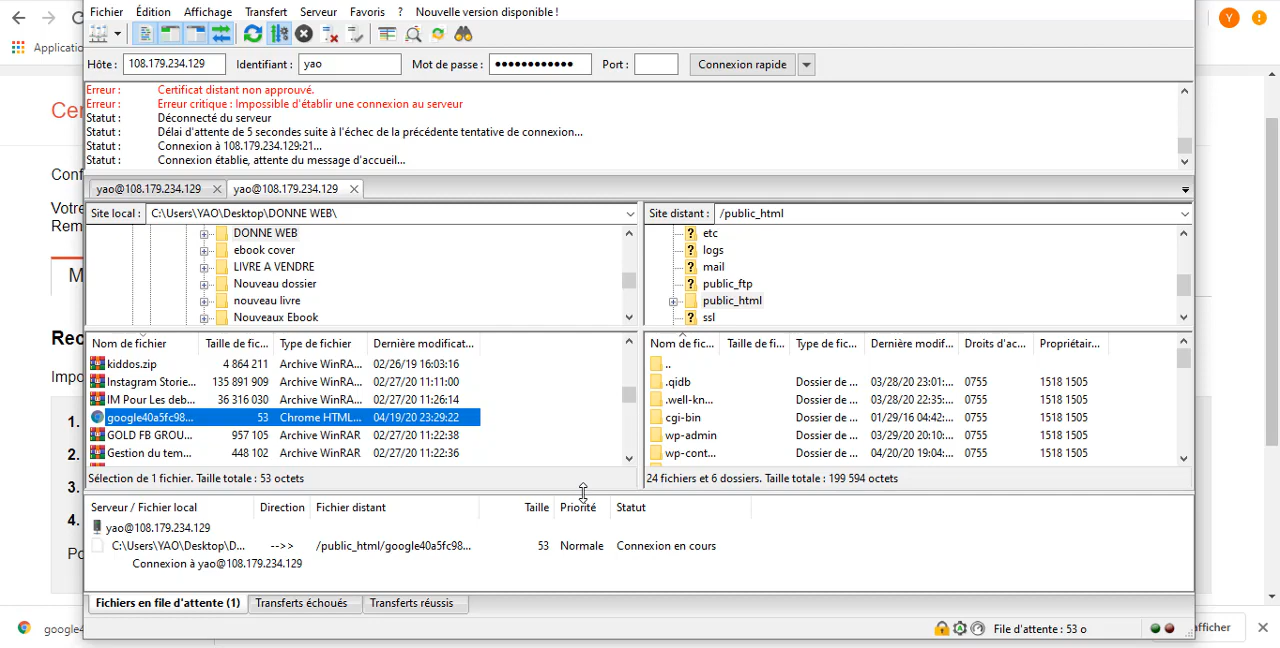 Fichier Édition Affichage Transfert Serveur Favoris ? Nouvelle version disponible !
Y
Applicatio
Hôte : 108.179.234.129 Identifiant : yao Mot de passe : ●●●●●●●●●●●● Port : Connexion rapide
Erreur : Certificat distant non approuvé.
Erreur : Erreur critique : Impossible d'établir une connexion au serveur
Statut : Déconnecté du serveur
Statut : Délai d'attente de 5 secondes suite à l'échec de la précédente tentative de connexion...
Statut : Connexion à 108.179.234.129:21...
Statut : Connexion établie, attente du message d'accueil...
Cer
Conf
Votre
Rem
M
Rec
Impo
1.
2.
3.
4.
Po
yao@108.179.234.129 yao@108.179.234.129
Site local : C:\Users\YAO\Desktop\DONNE WEB\
DONNE WEB
ebook cover
LIVRE A VENDRE
Nouveau dossier
nouveau livre
Nouveaux Ebook
Site distant : /public_html
etc
logs
mail
public_ftp
public_html
ssl
Nom de fichier Taille de fic... Type de fichier Dernière modificat...
kiddos.zip 4 864 211 Archive WinRA... 02/26/19 16:03:16
Instagram Storie... 135 891 909 Archive WinRA... 02/27/20 11:11:00
IM Pour Les deb... 36 316 030 Archive WinRA... 02/27/20 11:26:14
google40a5fc98... 53 Chrome HTML... 04/19/20 23:29:22
GOLD FB GROU... 957 105 Archive WinRAR 02/27/20 11:22:38
Gestion du tem... 448 102 Archive WinRAR 02/27/20 11:22:36
Sélection de 1 fichier. Taille totale : 53 octets
Nom de fic... Taille de fi... Type de fic... Dernière modif... Droits d'ac... Propriétair...
..
.qidb Dossier de ... 03/28/20 23:01:... 0755 1518 1505
.well-kn... Dossier de ... 03/28/20 22:35:... 0755 1518 1505
cgi-bin Dossier de ... 01/29/16 04:42:... 0755 1518 1505
wp-admin Dossier de ... 03/29/20 20:10:... 0755 1518 1505
wp-cont... Dossier de ... 04/20/20 19:04:... 0755 1518 1505
24 fichiers et 6 dossiers. Taille totale : 199 594 octets
Serveur / Fichier local Direction Fichier distant Taille Priorité Statut
yao@108.179.234.129
C:\Users\YAO\Desktop\D... -->> /public_html/google40a5fc98... 53 Normale Connexion en cours
Connexion à yao@108.179.234.129
Fichiers en file d'attente (1) Transferts échoués Transferts réussis
File d'attente : 53 o
google4
afficher